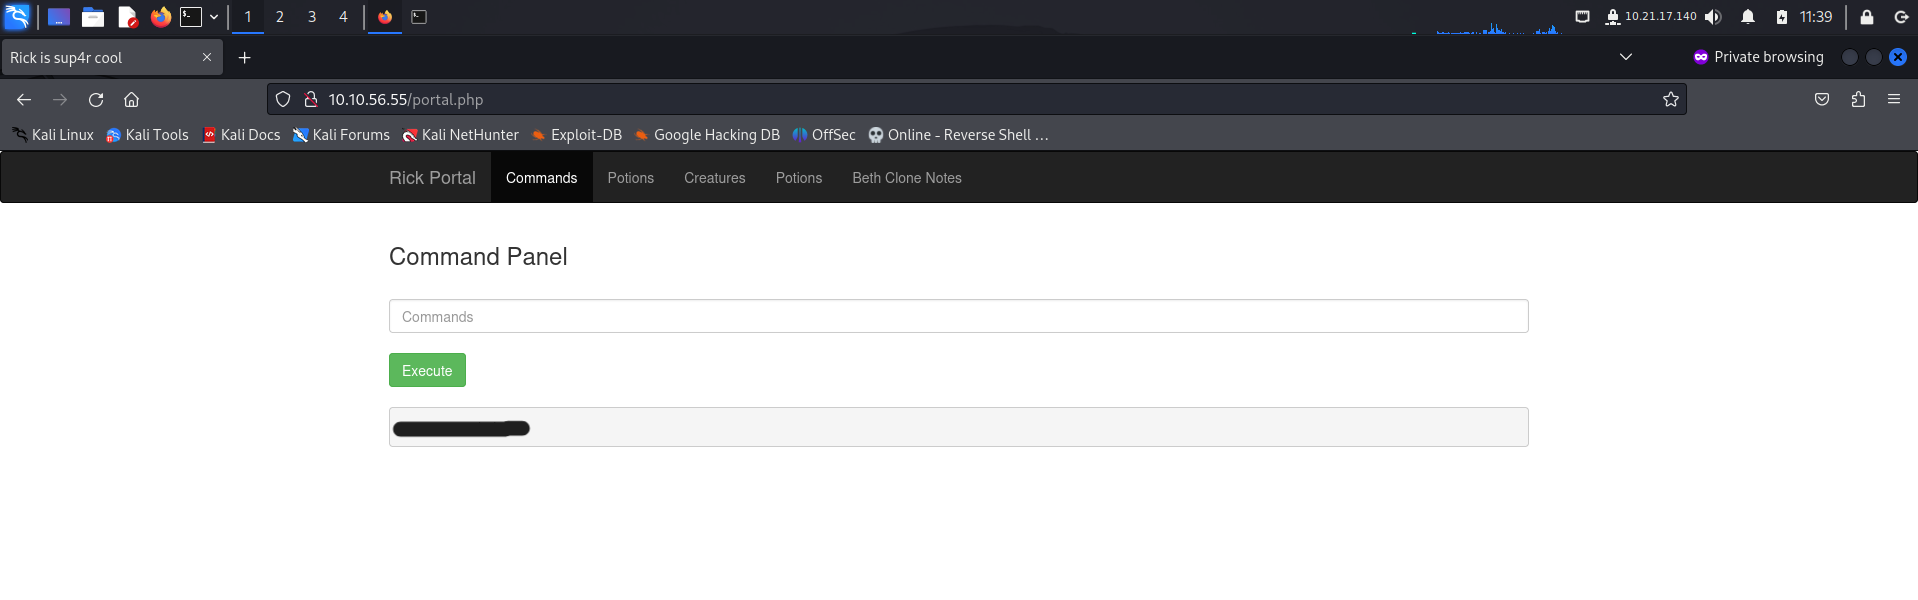 1 2 3 4 10.21.17.140 11:39
Rick is sup4r cool Private browsing
10.10.56.55/portal.php
Kali Linux Kali Tools Kali Docs Kali Forums Kali NetHunter Exploit-DB Google Hacking DB OffSec Online - Reverse Shell …
Rick Portal Commands Potions Creatures Potions Beth Clone Notes
Command Panel
Commands
Execute